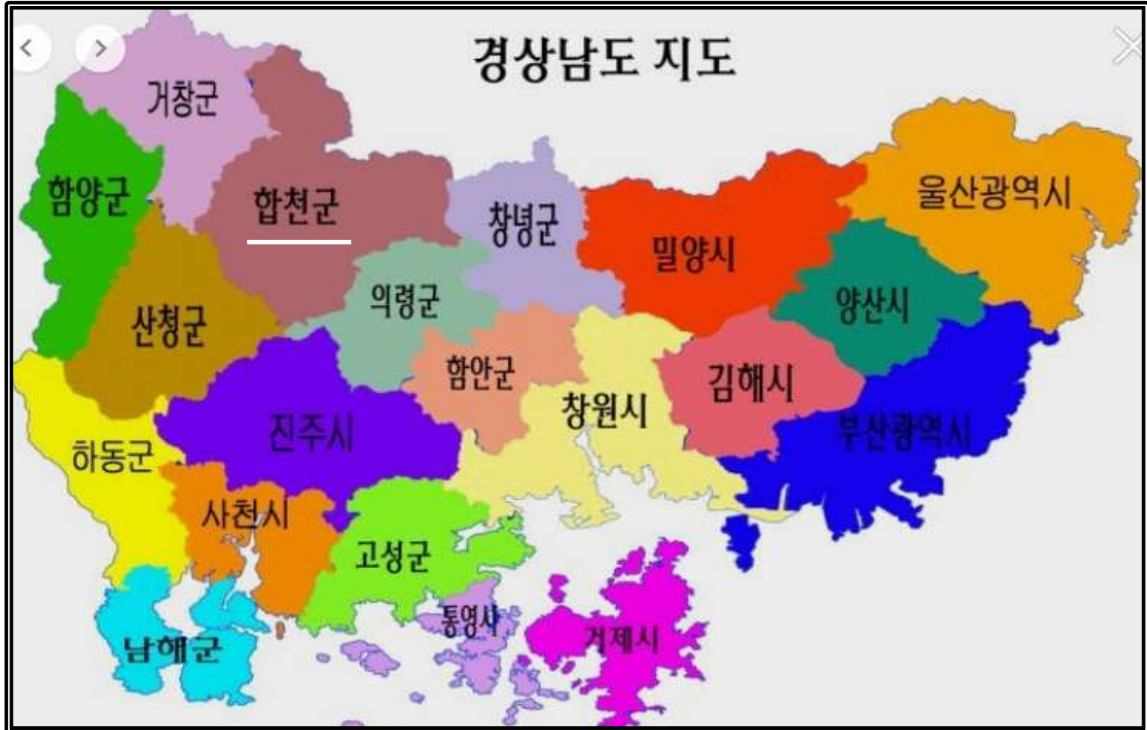 경상남도 지도
거창군
함양군
합천군
창녕군
울산광역시
밀양시
의령군
양산시
산청군
함안군
김해시
창원시
진주시
부산광역시
하동군
사천시
고성군
통영시
거제시
남해군